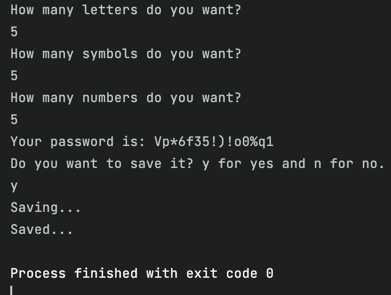 How many letters do you want?
5
How many symbols do you want?
5
How many numbers do you want?
5
Your password is: Vp*6f35!)!o0%q1
Do you want to save it? y for yes and n for no.
y
Saving...
Saved...
Process finished with exit code 0